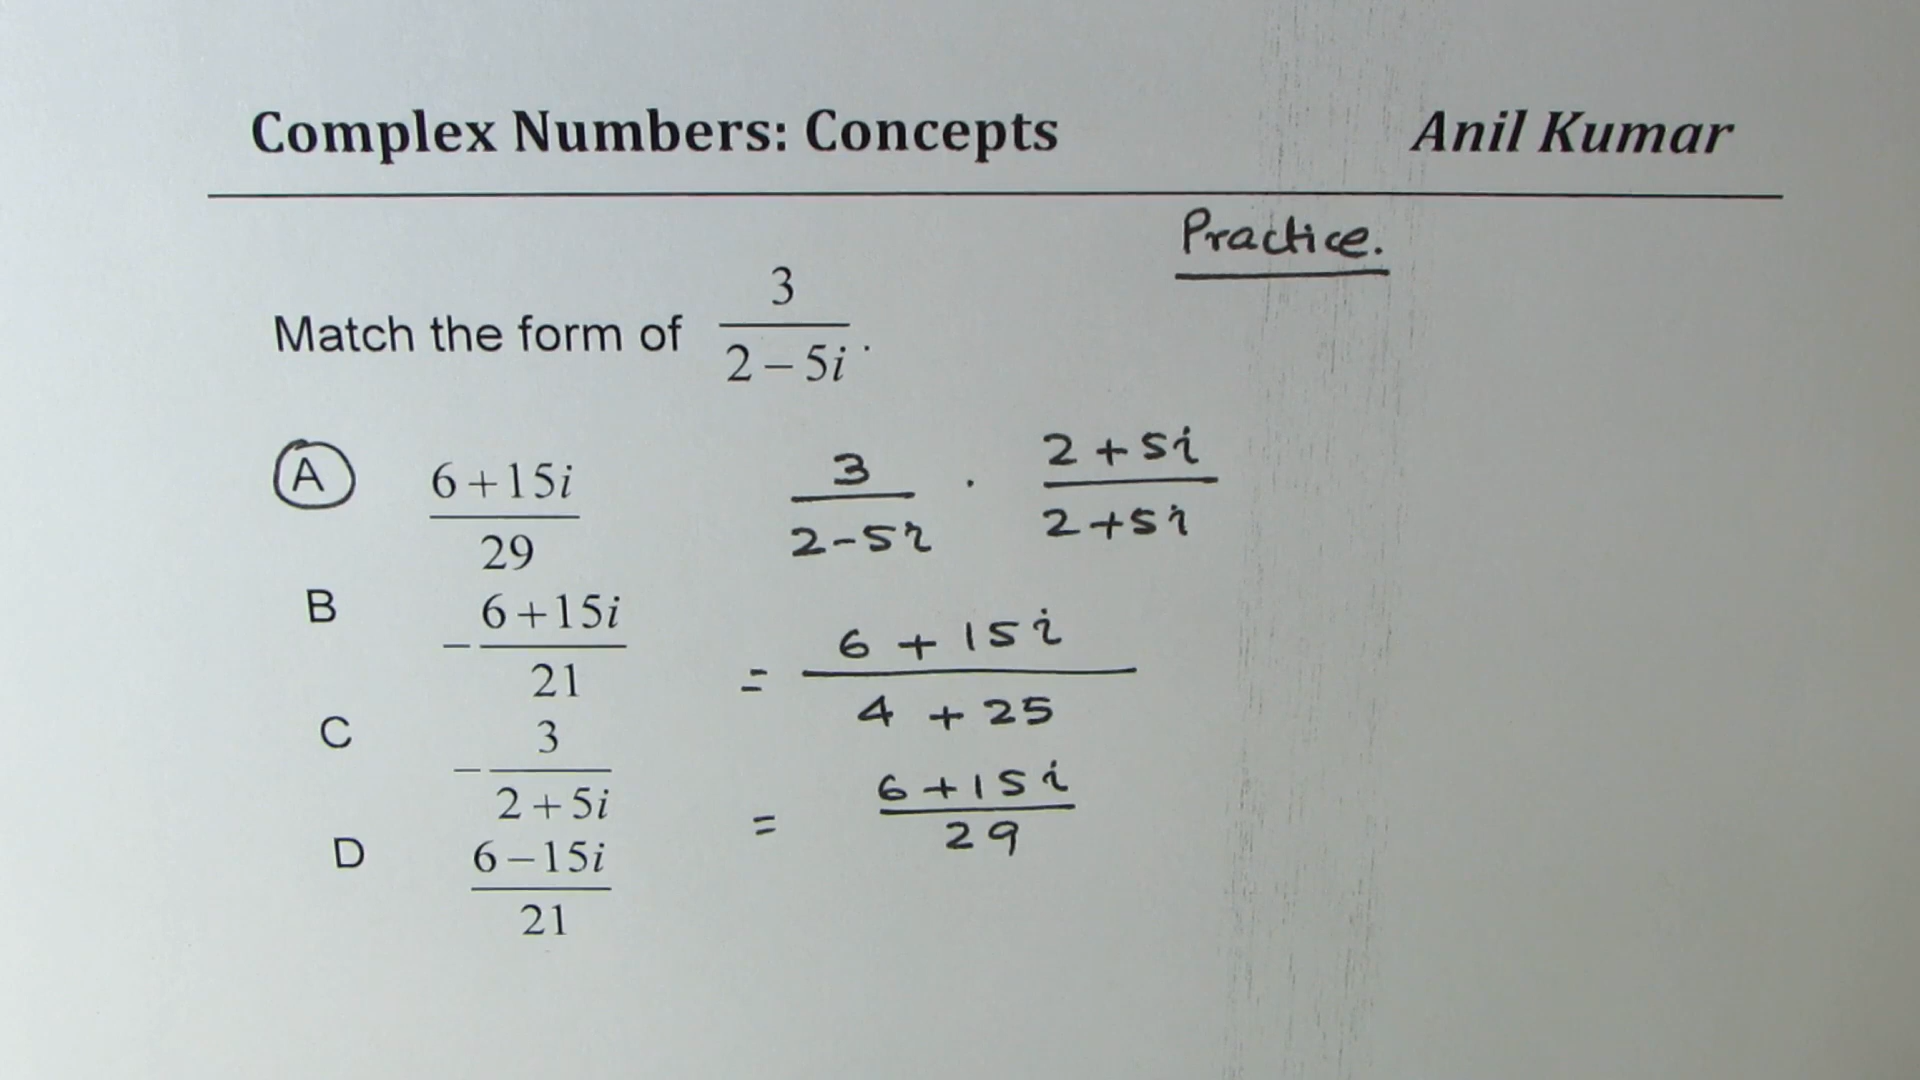 Complex Numbers: Concepts Anil Kumar
Practice.
Match the form of 3/(2 − 5i).
A (6+15i)/29
B −(6+15i)/21
C −3/(2+5i)
D (6−15i)/21
3/(2-5i) · (2+5i)/(2+5i)
= (6 + 15i)/(4 + 25)
= (6+15i)/29